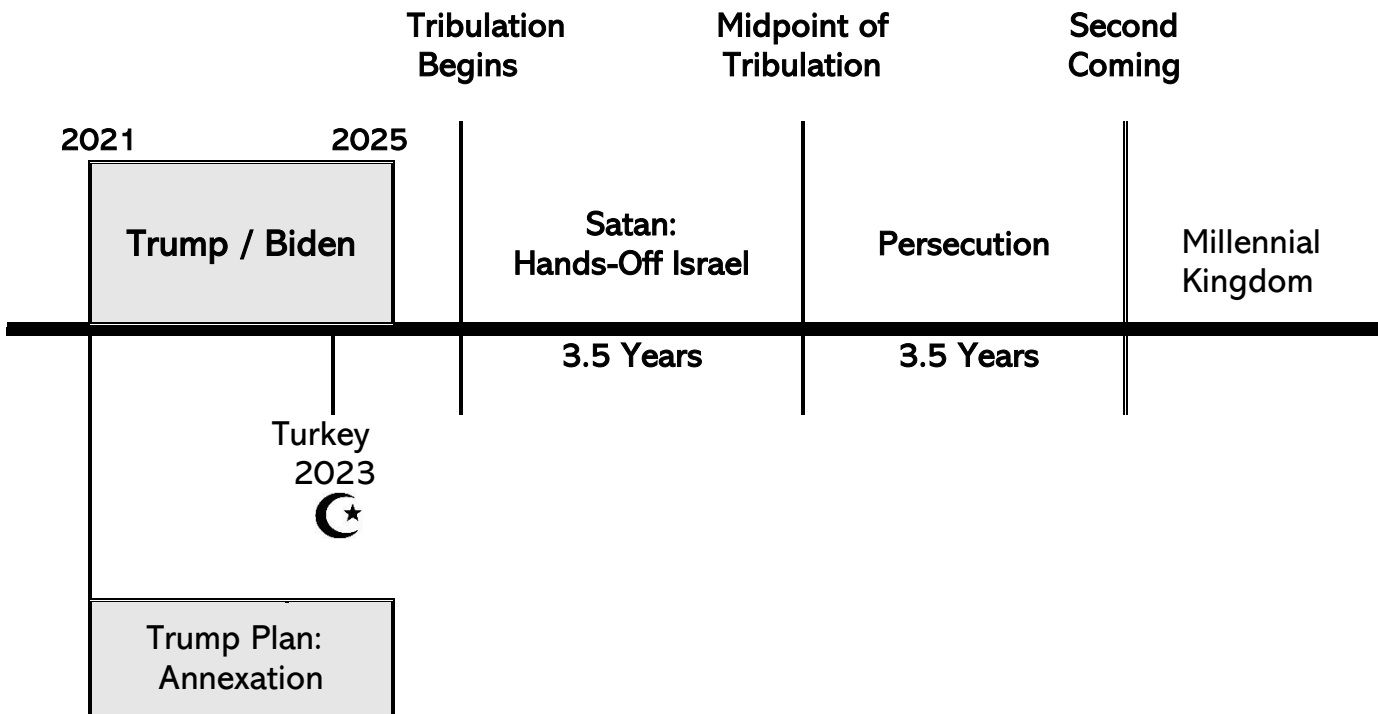 Tribulation
Begins
Midpoint of
Tribulation
Second
Coming
2021
2025
Trump / Biden
Satan:
Hands-Off Israel
Persecution
Millennial
Kingdom
3.5 Years
3.5 Years
Turkey
2023
Trump Plan:
Annexation